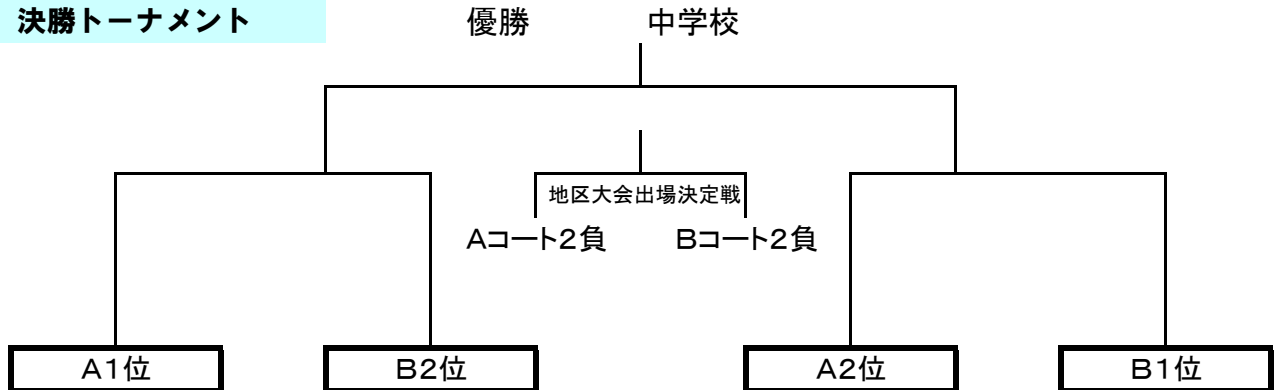 決勝トーナメント 優勝 中学校
地区大会出場決定戦
Aコート2負 Bコート2負
A1位 B2位 A2位 B1位